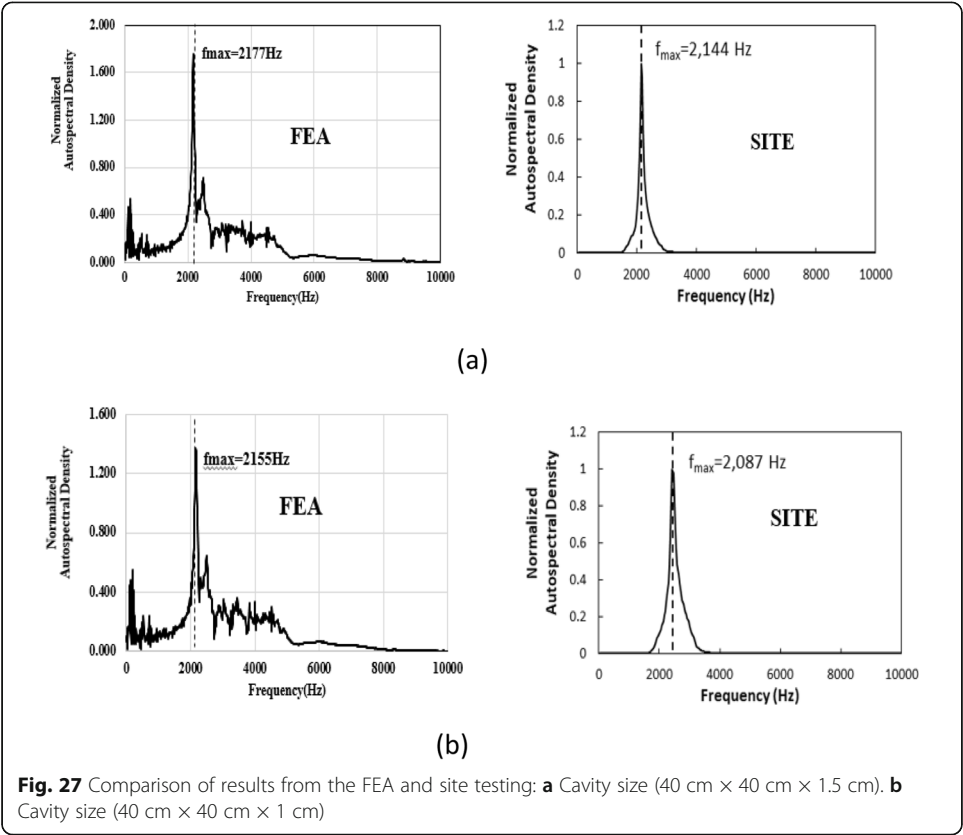 2.000
1.600
1.200
0.800
0.400
0.000
Normalized
Autospectral Density
fmax=2177Hz
FEA
0
2000
4000
6000
8000
10000
Frequency(Hz)
1.2
1
0.8
0.6
0.4
0.2
0
Normalized
Autospectral Density
fmax=2,144 Hz
SITE
0
2000
4000
6000
8000
10000
Frequency (Hz)
(a)
1.600
1.200
0.800
0.400
0.000
Normalized
Autospectral Density
fmax=2155Hz
FEA
0
2000
4000
6000
8000
10000
Frequency(Hz)
1.2
1
0.8
0.6
0.4
0.2
0
Normalized
Autospectral Density
fmax=2,087 Hz
SITE
0
2000
4000
6000
8000
10000
Frequency (Hz)
(b)
Fig. 27 Comparison of results from the FEA and site testing: a Cavity size (40 cm × 40 cm × 1.5 cm). b
Cavity size (40 cm × 40 cm × 1 cm)